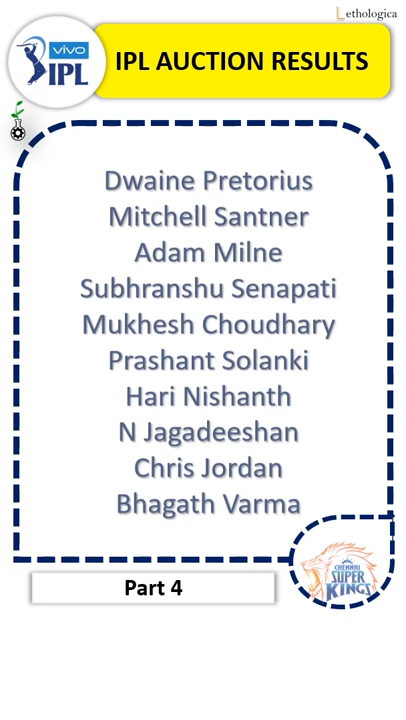 Lethologica
vivo
IPL
IPL AUCTION RESULTS
Dwaine Pretorius
Mitchell Santner
Adam Milne
Subhranshu Senapati
Mukhesh Choudhary
Prashant Solanki
Hari Nishanth
N Jagadeeshan
Chris Jordan
Bhagath Varma
CHENNAI
SUPER
KINGS
Part 4